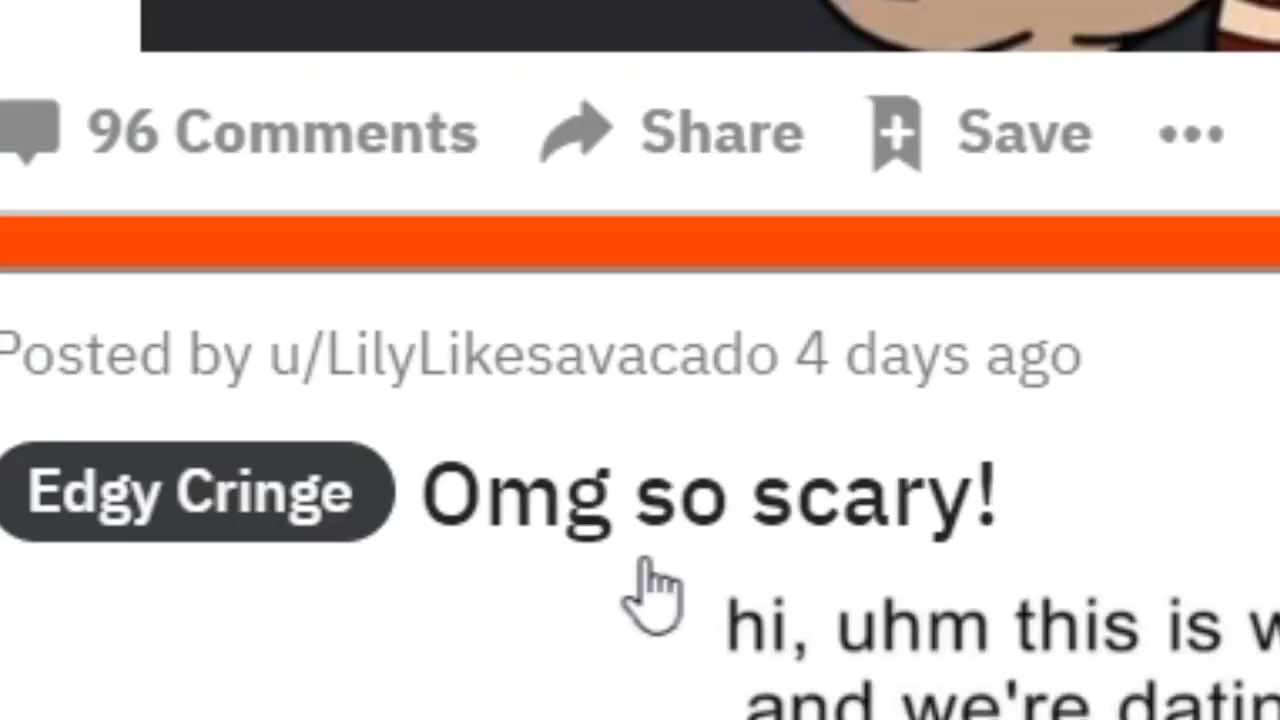 96 Comments Share Save
Posted by u/LilyLikesavacado 4 days ago
Edgy Cringe Omg so scary!
hi, uhm this is
and we're